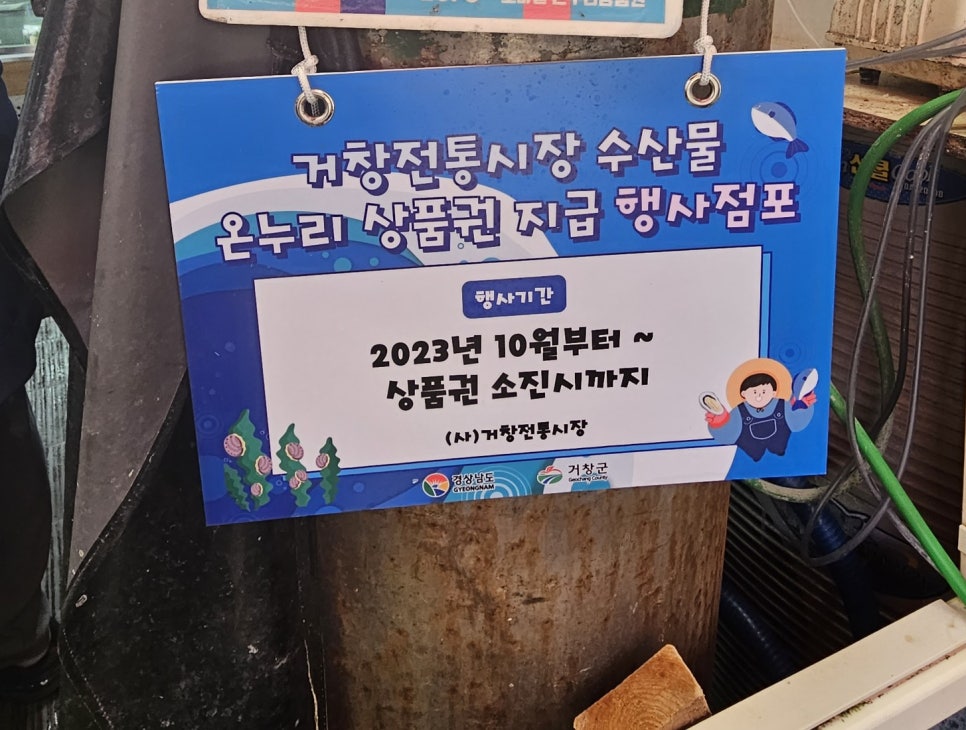 거창전통시장 수산물
온누리 상품권 지급 행사점포
행사기간
2023년 10월부터 ~
상품권 소진시까지
(사)거창전통시장
경상남도
GYEONGNAM
거창군
Geochang County